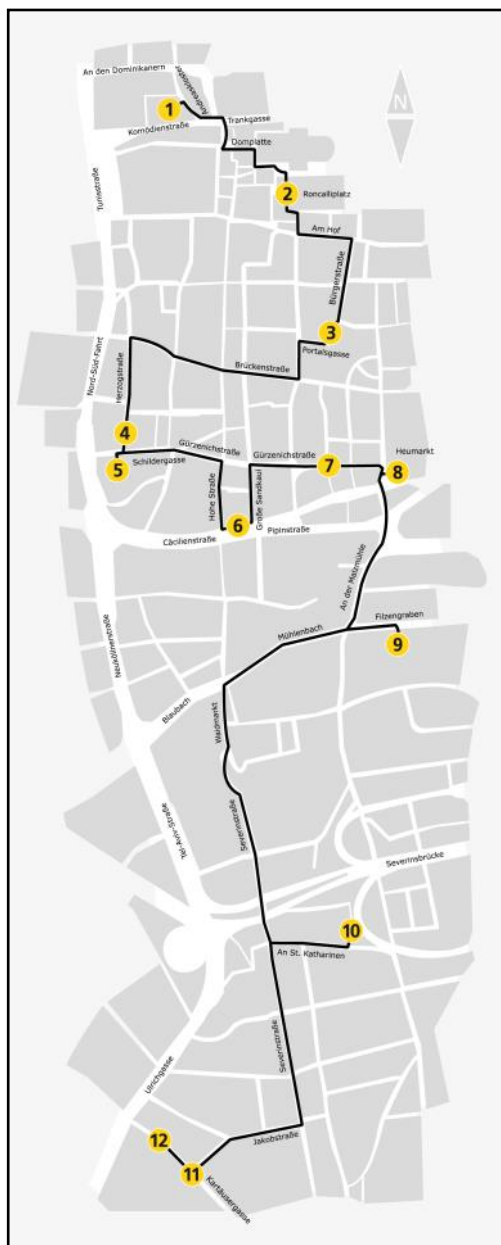 An den Dominikanern
Andreaskloster
N
1
Trankgasse
Komödienstraße
Domplatte
Tunisstraße
2
Roncalliplatz
Am Hof
Bürgerstraße
3
Portalsgasse
Nord-Süd-Fahrt
Brückenstraße
Herzogstraße
4
Gürzenichstraße
Gürzenichstraße
7
Heumarkt
5
Schildergasse
8
Hohe Straße
Große Sandkaul
6
Pipinstraße
Cäcilienstraße
An der Malzmühle
Filzengraben
Mühlenbach
9
Neuköllnerstraße
Blaubach
Waidmarkt
Tel-Aviv-Straße
Severinstraße
Severinsbrücke
10
An St. Katharinen
Severinstraße
Ulrichgasse
12
Jakobstraße
11
Kartäusergasse